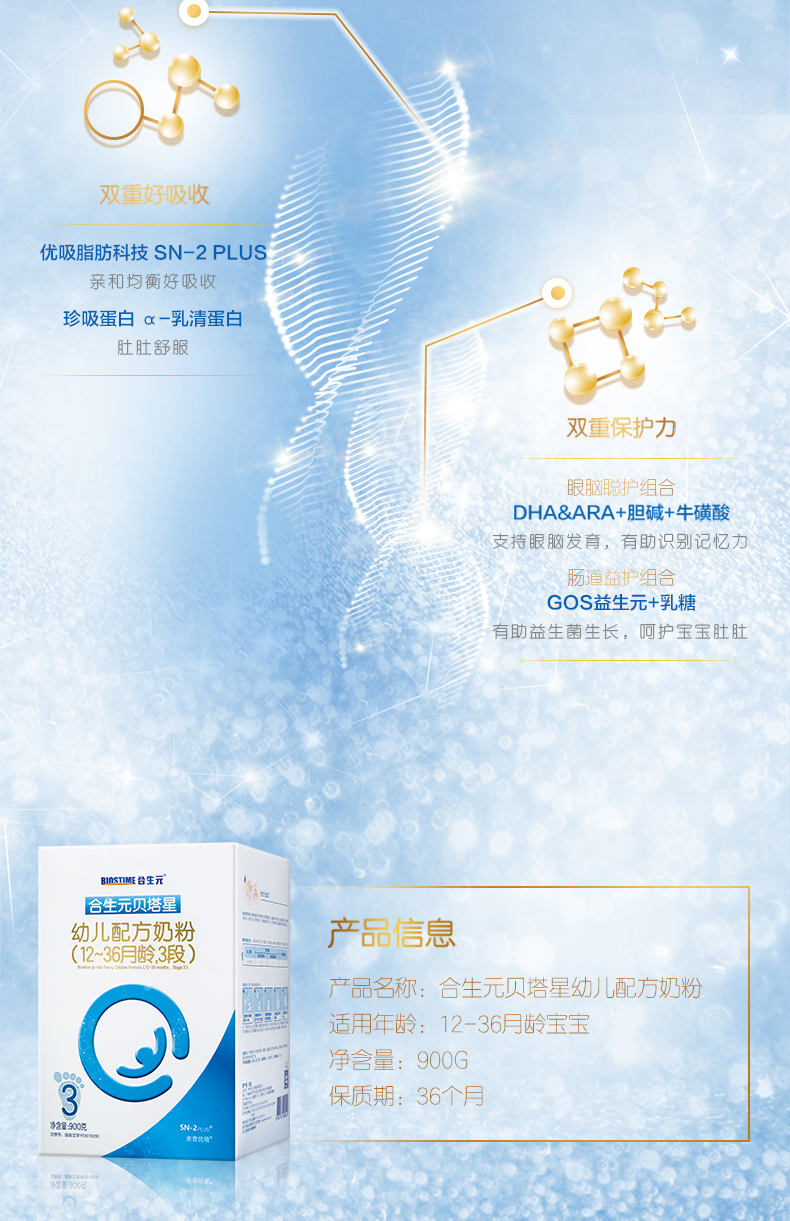 双重好吸收
优吸脂肪科技 SN-2 PLUS
亲和均衡好吸收
珍吸蛋白 α-乳清蛋白
肚肚舒服
双重保护力
眼脑聪护组合
DHA&ARA+胆碱+牛磺酸
支持眼脑发育，有助识别记忆力
肠道益护组合
GOS益生元+乳糖
有助益生菌生长，呵护宝宝肚肚
BIOSTIME 合生元
合生元贝塔星
幼儿配方奶粉
（12~36月龄,3段）
3
净含量:900克
SN-2 PLUS
产品信息
产品名称：合生元贝塔星幼儿配方奶粉
适用年龄：12-36月龄宝宝
净含量：900G
保质期：36个月